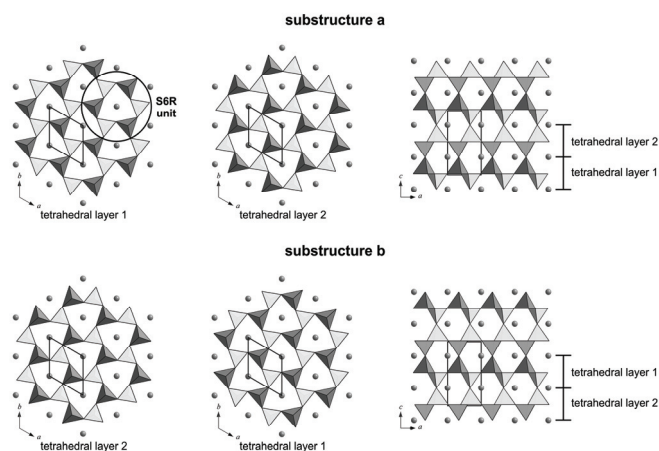 substructure a
S6R
unit
b
a
tetrahedral layer 1
b
a
tetrahedral layer 2
c
a
tetrahedral layer 2
tetrahedral layer 1
substructure b
b
a
tetrahedral layer 2
b
a
tetrahedral layer 1
c
a
tetrahedral layer 1
tetrahedral layer 2